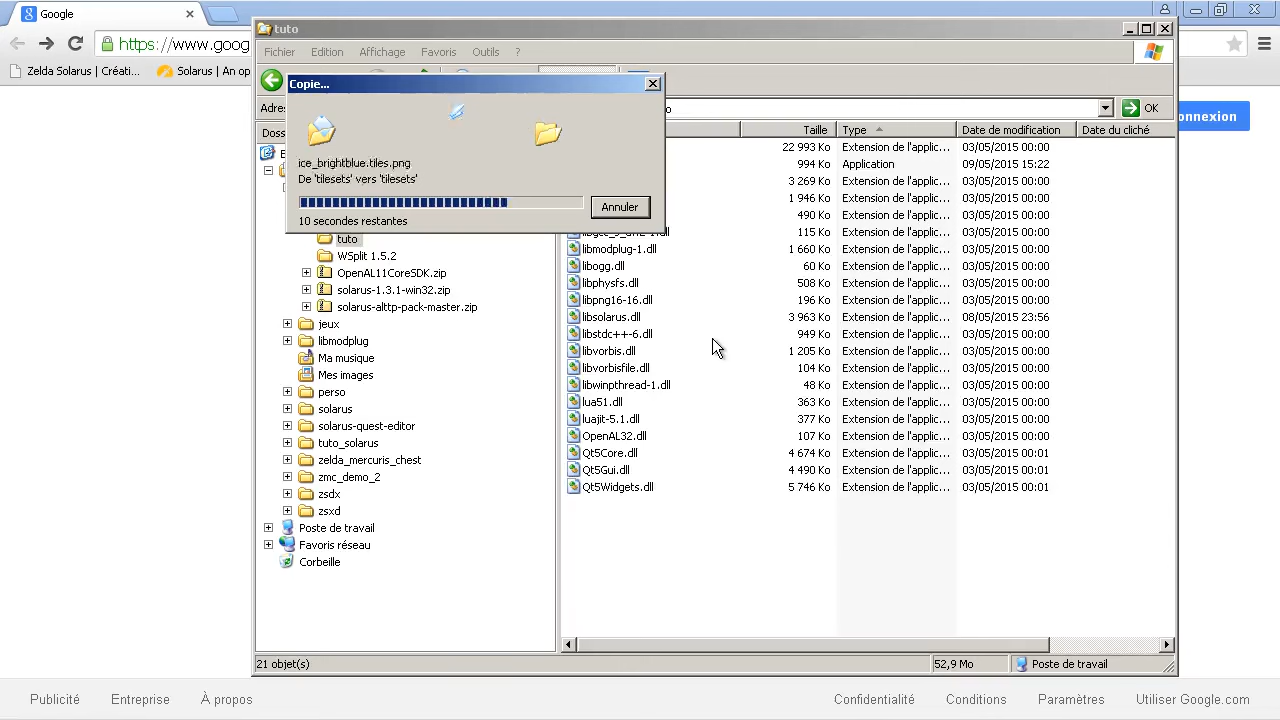 Google
tuto
https://www.goog
Fichier Edition Affichage Favoris Outils ?
Zelda Solarus | Créati...
Solarus | An op
Copie...
Adres
OK
onnexion
ice_brightblue.tiles.png
De 'tilesets' vers 'tilesets'
Annuler
10 secondes restantes
Doss
Taille Type Date de modification Date du cliché
22 993 Ko Extension de l'applic... 03/05/2015 00:00
994 Ko Application 09/05/2015 15:22
3 269 Ko Extension de l'applic... 03/05/2015 00:00
1 946 Ko Extension de l'applic... 03/05/2015 00:00
490 Ko Extension de l'applic... 03/05/2015 00:00
115 Ko Extension de l'applic... 03/05/2015 00:00
libmodplug-1.dll 1 660 Ko Extension de l'applic... 03/05/2015 00:00
libogg.dll 60 Ko Extension de l'applic... 03/05/2015 00:00
libphysfs.dll 508 Ko Extension de l'applic... 03/05/2015 00:00
libpng16-16.dll 196 Ko Extension de l'applic... 03/05/2015 00:00
libsolarus.dll 3 963 Ko Extension de l'applic... 08/05/2015 23:56
libstdc++-6.dll 949 Ko Extension de l'applic... 03/05/2015 00:00
libvorbis.dll 1 205 Ko Extension de l'applic... 03/05/2015 00:00
libvorbisfile.dll 104 Ko Extension de l'applic... 03/05/2015 00:00
libwinpthread-1.dll 48 Ko Extension de l'applic... 03/05/2015 00:00
lua51.dll 363 Ko Extension de l'applic... 03/05/2015 00:00
luajit-5.1.dll 377 Ko Extension de l'applic... 03/05/2015 00:00
OpenAL32.dll 107 Ko Extension de l'applic... 03/05/2015 00:00
Qt5Core.dll 4 674 Ko Extension de l'applic... 03/05/2015 00:01
Qt5Gui.dll 4 490 Ko Extension de l'applic... 03/05/2015 00:01
Qt5Widgets.dll 5 746 Ko Extension de l'applic... 03/05/2015 00:01
tuto
WSplit 1.5.2
OpenAL11CoreSDK.zip
solarus-1.3.1-win32.zip
solarus-alttp-pack-master.zip
jeux
libmodplug
Ma musique
Mes images
perso
solarus
solarus-quest-editor
tuto_solarus
zelda_mercuris_chest
zmc_demo_2
zsdx
zsxd
Poste de travail
Favoris réseau
Corbeille
21 objet(s) 52,9 Mo Poste de travail
Publicité Entreprise À propos Confidentialité Conditions Paramètres Utiliser Google.com